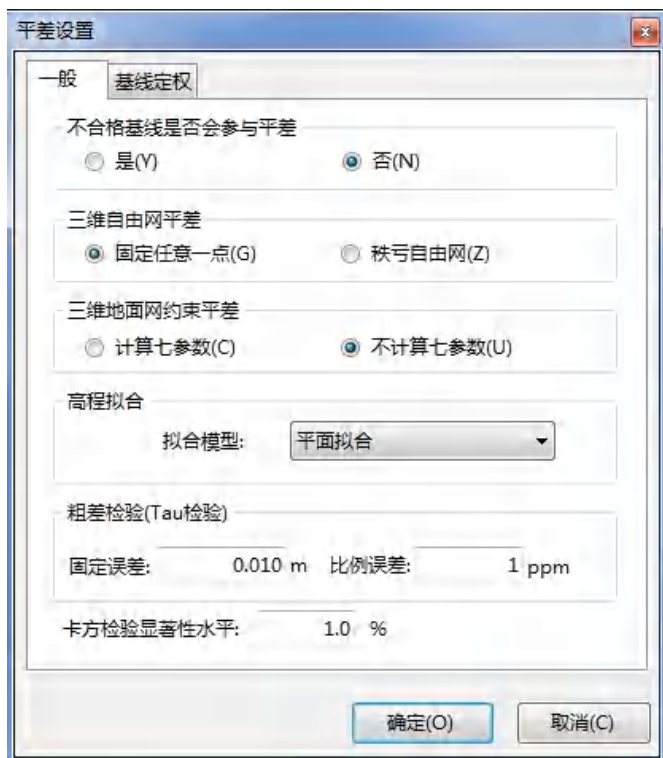 平差设置
一般 基线定权
不合格基线是否会参与平差
是(Y) 否(N)
三维自由网平差
固定任意一点(G) 秩亏自由网(Z)
三维地面网约束平差
计算七参数(C) 不计算七参数(U)
高程拟合
拟合模型: 平面拟合
粗差检验(Tau检验)
固定误差: 0.010 m 比例误差: 1 ppm
卡方检验显著性水平: 1.0 %
确定(O) 取消(C)